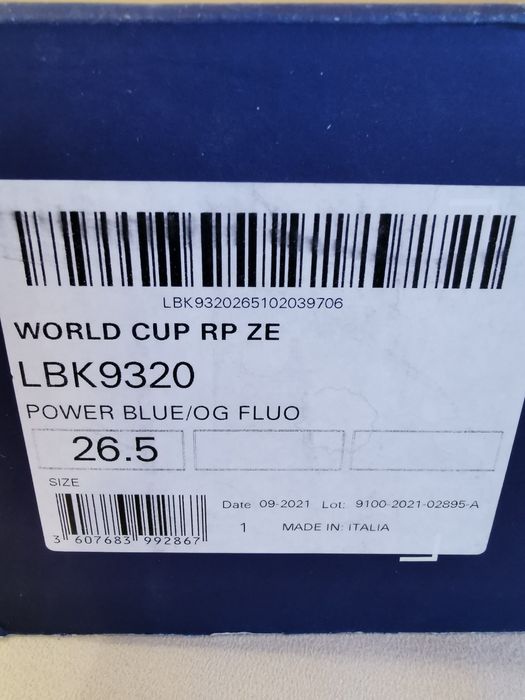 LBK9320265102039706
WORLD CUP RP ZE
LBK9320
POWER BLUE/OG FLUO
26.5
SIZE
Date 09-2021 Lot: 9100-2021-02895-A
1 MADE IN: ITALIA
3 607683 992867